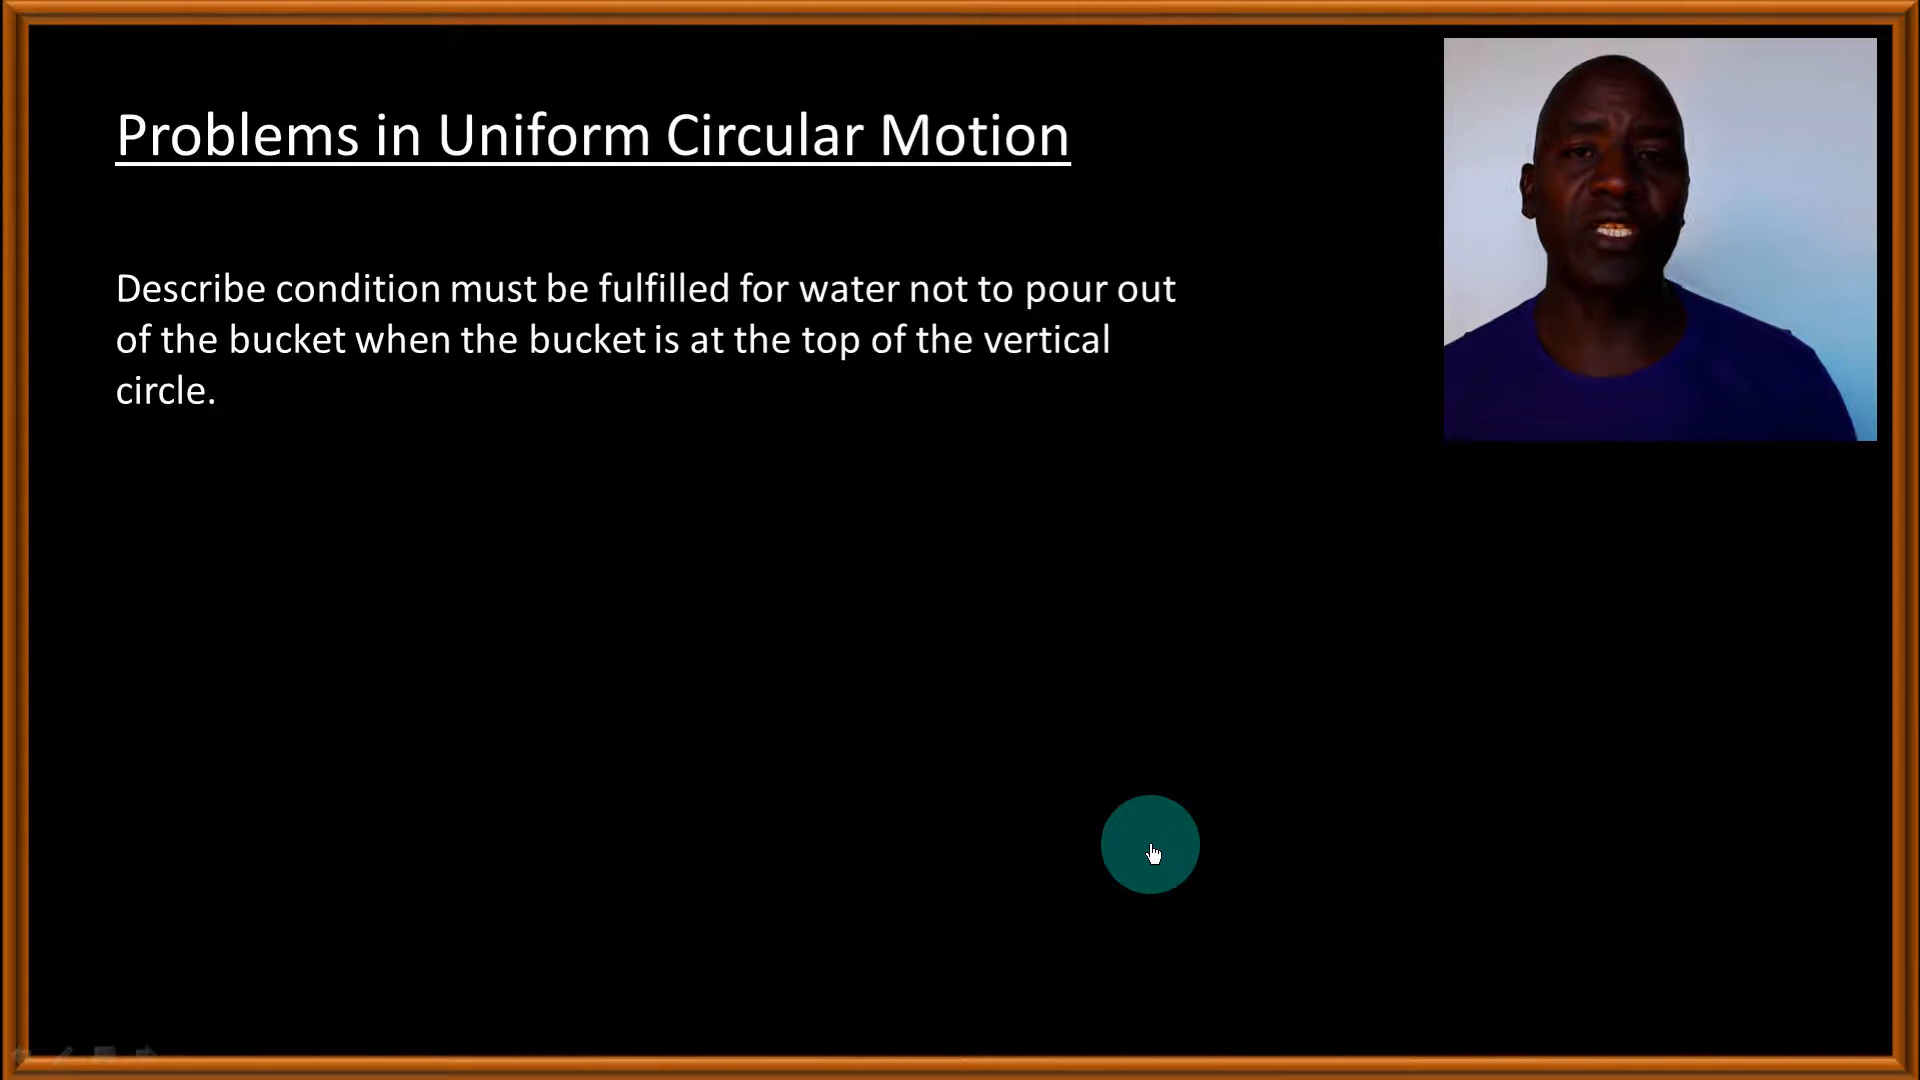 Problems in Uniform Circular Motion
Describe condition must be fulfilled for water not to pour out
of the bucket when the bucket is at the top of the vertical
circle.